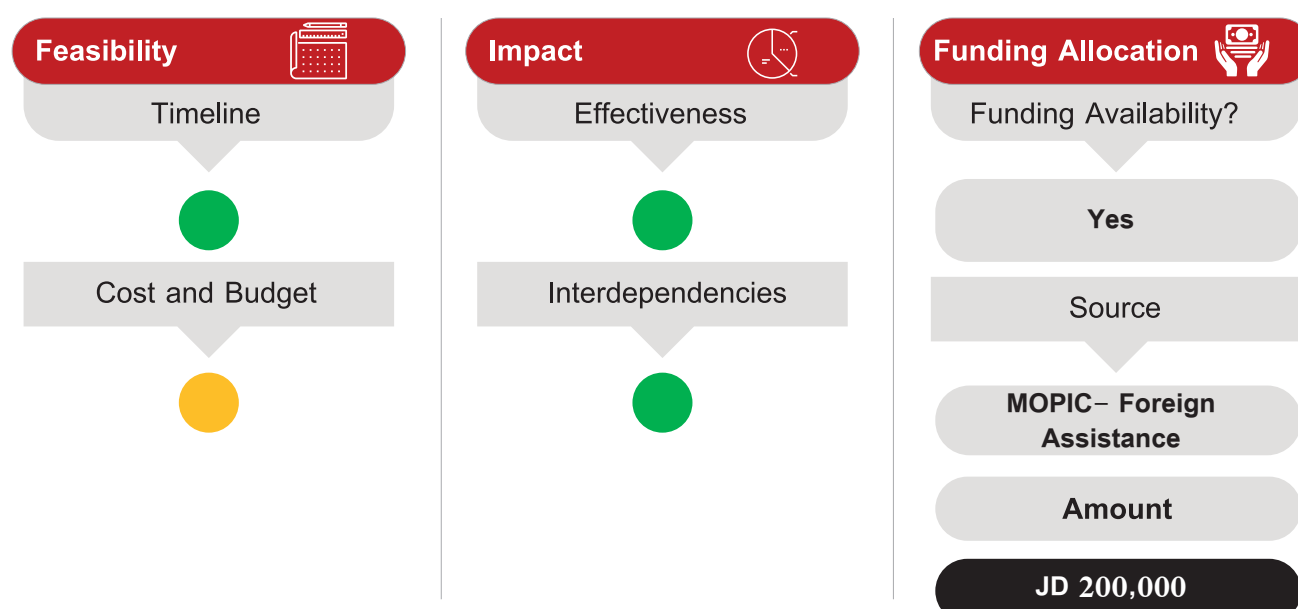 Feasibility
Timeline
Cost and Budget
Impact
Effectiveness
Interdependencies
Funding Allocation
Funding Availability?
Yes
Source
MOPIC– Foreign
Assistance
Amount
JD 200,000